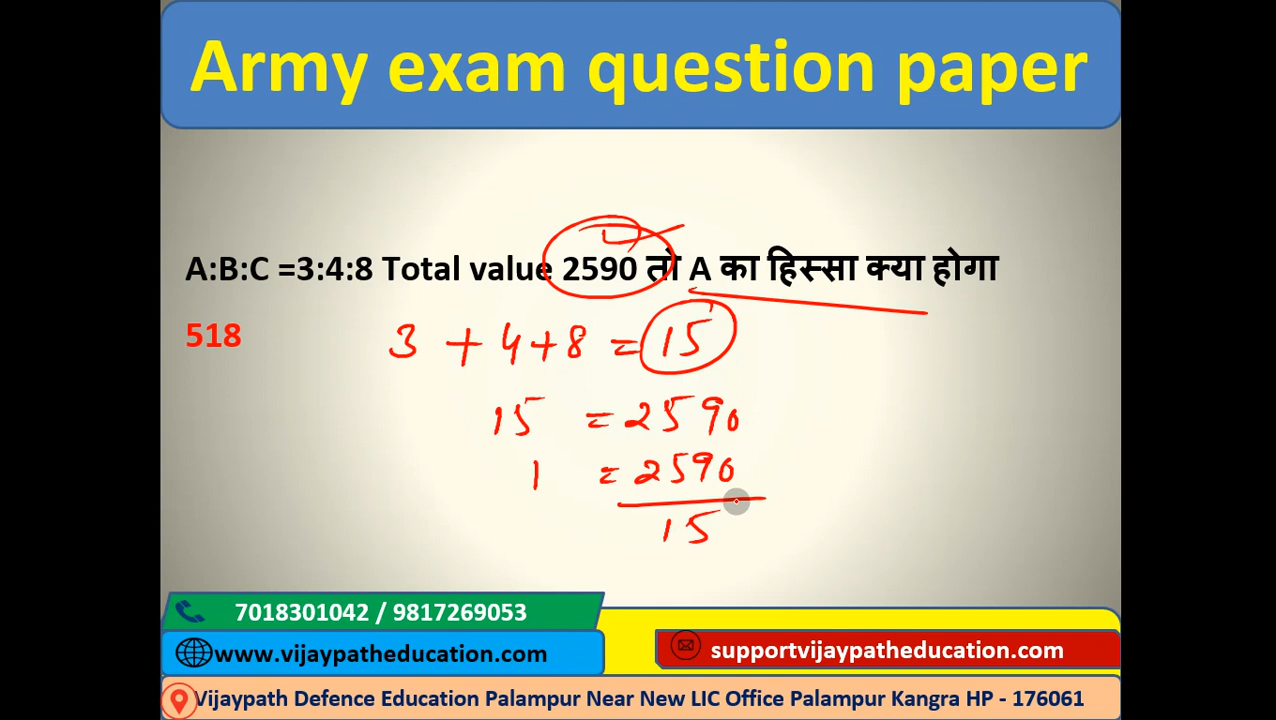 Army exam question paper
A:B:C =3:4:8 Total value 2590 तो A का हिस्सा क्या होगा
518
3 + 4 + 8 = 15
15 = 2590
1 = 2590
15
7018301042 / 9817269053
www.vijaypatheducation.com
supportvijaypatheducation.com
Vijaypath Defence Education Palampur Near New LIC Office Palampur Kangra HP - 176061